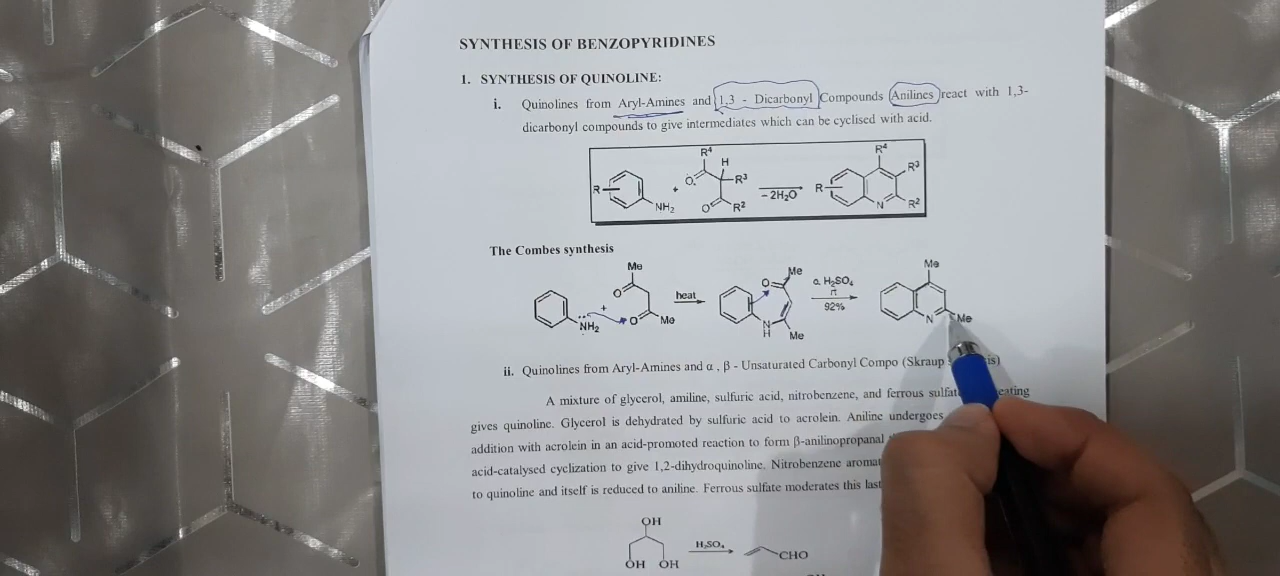 SYNTHESIS OF BENZOPYRIDINES
1. SYNTHESIS OF QUINOLINE:
i. Quinolines from Aryl-Amines and 1,3 - Dicarbonyl Compounds Anilines react with 1,3-
dicarbonyl compounds to give intermediates which can be cyclised with acid.
R NH₂ + O R⁴ H R³ O R² −2H₂O R R⁴ R³ N R²
The Combes synthesis
NH₂ + Me O O Me heat O Me N H Me c. H₂SO₄ rt 92% Me N Me
ii. Quinolines from Aryl-Amines and α , β - Unsaturated Carbonyl Compo (Skraup
A mixture of glycerol, amiline, sulfuric acid, nitrobenzene, and ferrous
gives quinoline. Glycerol is dehydrated by sulfuric acid to acrolein. Aniline undergoes
addition with acrolein in an acid-promoted reaction to form β-anilinopropanal
acid-catalysed cyclization to give 1,2-dihydroquinoline. Nitrobenzene
to quinoline and itself is reduced to aniline. Ferrous sulfate moderates this last
OH
OH OH H₂SO₄ CHO